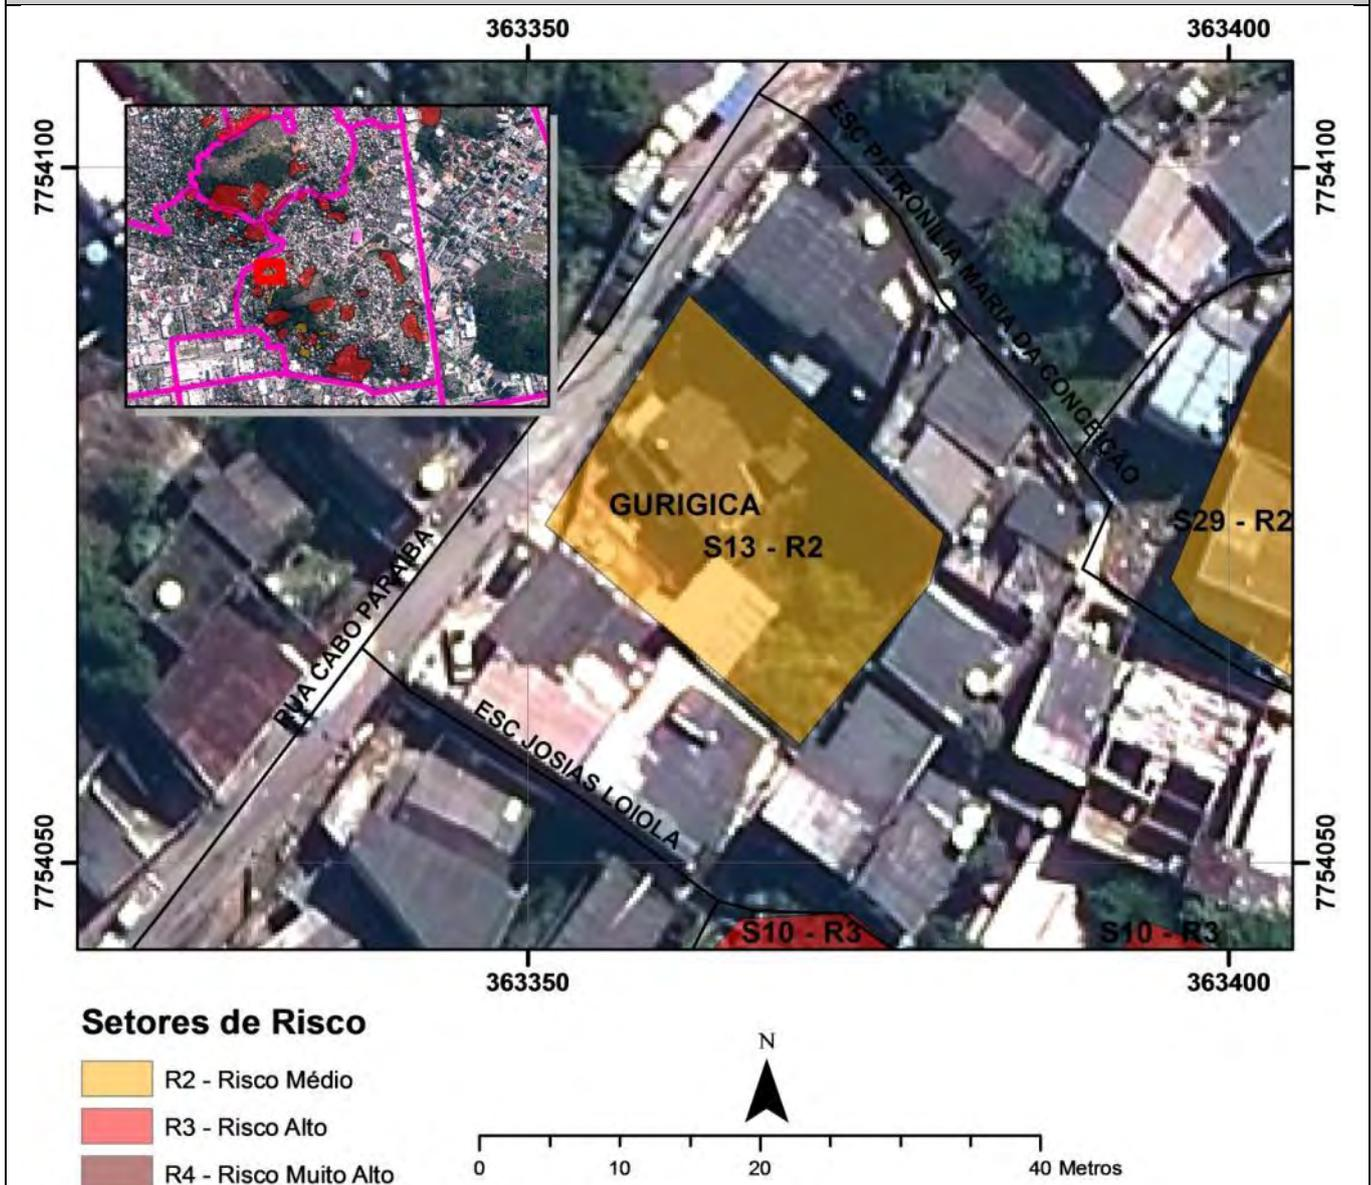 363350
363400
7754100
7754100
ESC PETRONILIA MARIA DA CONCEIÇÃO
GURIGICA
S13 - R2
S29 - R2
RUA CABO PARAIBA
ESC JOSIAS LOIOLA
7754050
7754050
S10 - R3
S10 - R3
363350
363400
Setores de Risco
R2 - Risco Médio
R3 - Risco Alto
R4 - Risco Muito Alto
N
0 10 20 40 Metros